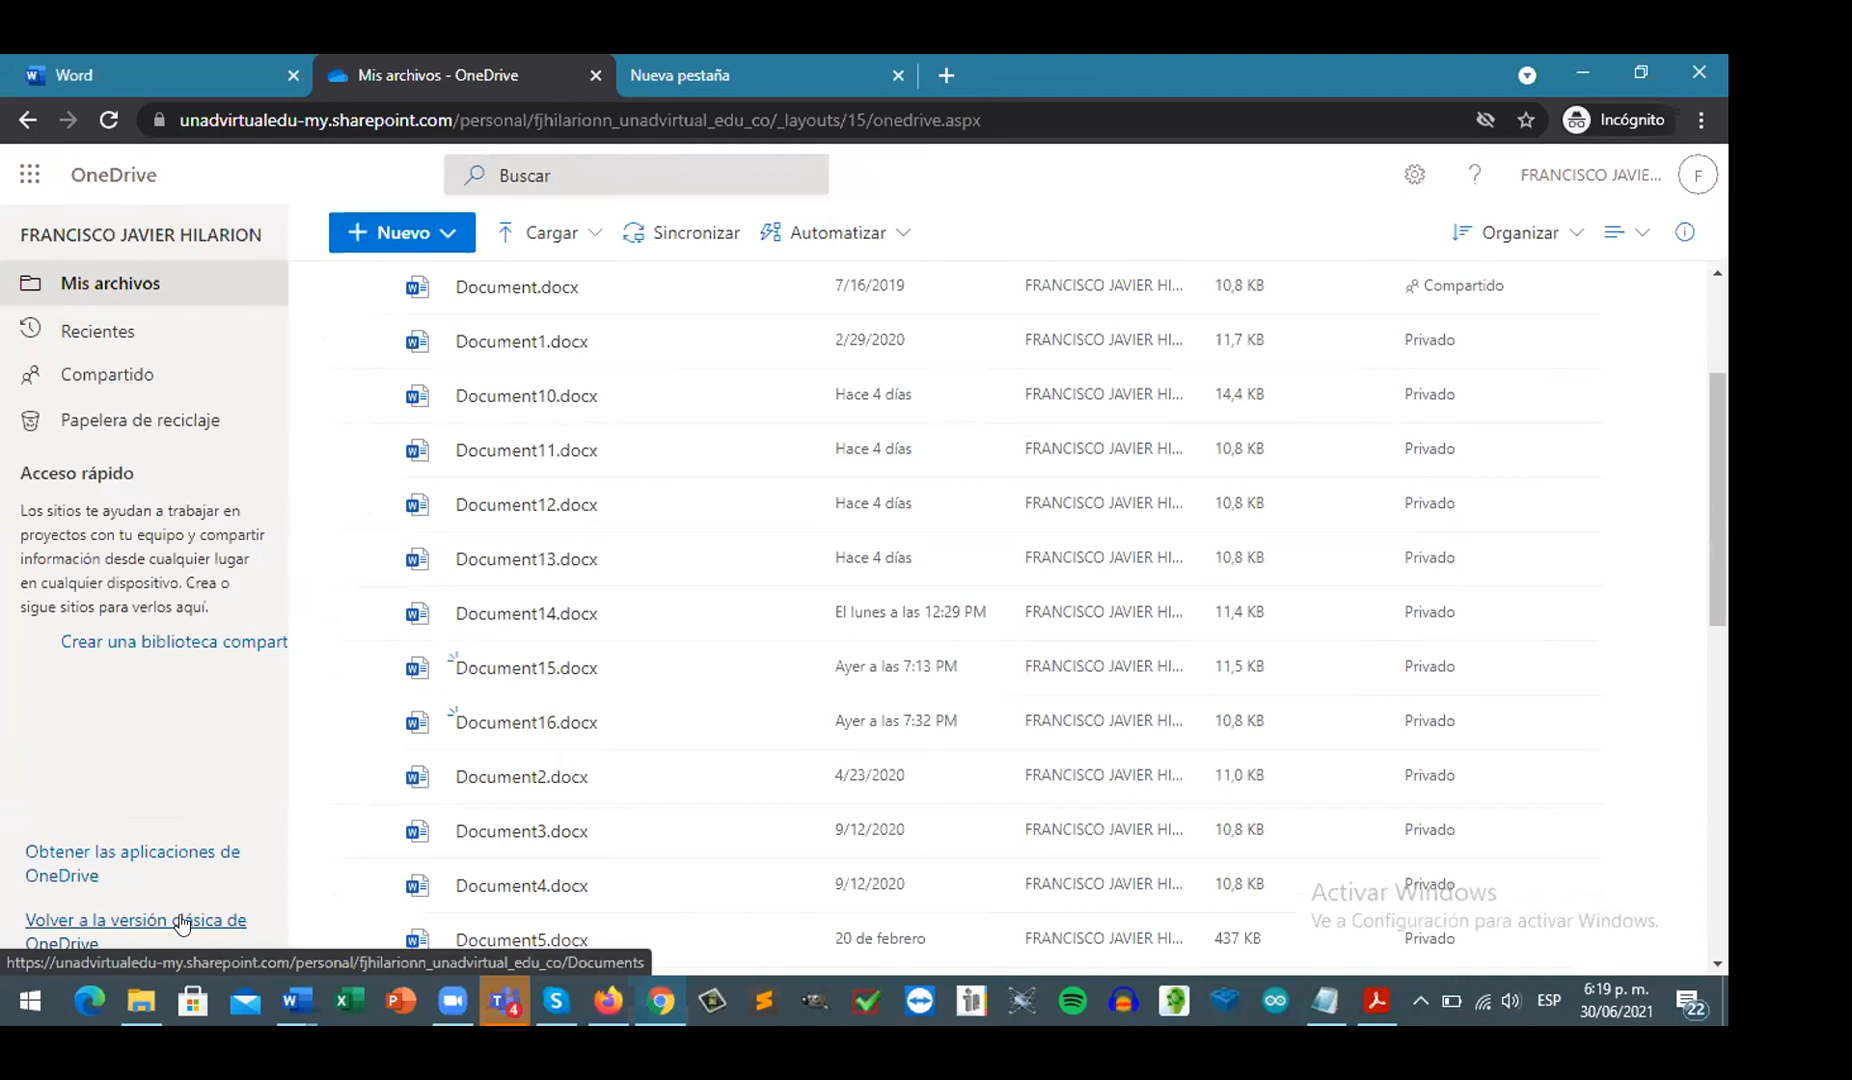 Word
Mis archivos - OneDrive
Nueva pestaña
unadvirtualedu-my.sharepoint.com/personal/fjhilarionn_unadvirtual_edu_co/_layouts/15/onedrive.aspx
Incógnito
OneDrive
Buscar
FRANCISCO JAVIE...
F
FRANCISCO JAVIER HILARION
Nuevo
Cargar
Sincronizar
Automatizar
Organizar
Mis archivos
Recientes
Compartido
Papelera de reciclaje
Acceso rápido
Los sitios te ayudan a trabajar en
proyectos con tu equipo y compartir
información desde cualquier lugar
en cualquier dispositivo. Crea o
sigue sitios para verlos aquí.
Crear una biblioteca compart
Obtener las aplicaciones de
OneDrive
Volver a la versión clásica de
OneDrive
Document.docx 7/16/2019 FRANCISCO JAVIER HI... 10,8 KB Compartido
Document1.docx 2/29/2020 FRANCISCO JAVIER HI... 11,7 KB Privado
Document10.docx Hace 4 días FRANCISCO JAVIER HI... 14,4 KB Privado
Document11.docx Hace 4 días FRANCISCO JAVIER HI... 10,8 KB Privado
Document12.docx Hace 4 días FRANCISCO JAVIER HI... 10,8 KB Privado
Document13.docx Hace 4 días FRANCISCO JAVIER HI... 10,8 KB Privado
Document14.docx El lunes a las 12:29 PM FRANCISCO JAVIER HI... 11,4 KB Privado
Document15.docx Ayer a las 7:13 PM FRANCISCO JAVIER HI... 11,5 KB Privado
Document16.docx Ayer a las 7:32 PM FRANCISCO JAVIER HI... 10,8 KB Privado
Document2.docx 4/23/2020 FRANCISCO JAVIER HI... 11,0 KB Privado
Document3.docx 9/12/2020 FRANCISCO JAVIER HI... 10,8 KB Privado
Document4.docx 9/12/2020 FRANCISCO JAVIER HI... 10,8 KB Privado
Document5.docx 20 de febrero FRANCISCO JAVIER HI... 437 KB Privado
Activar Windows
Ve a Configuración para activar Windows.
https://unadvirtualedu-my.sharepoint.com/personal/fjhilarionn_unadvirtual_edu_co/Documents
4
ESP
6:19 p. m.
30/06/2021
22